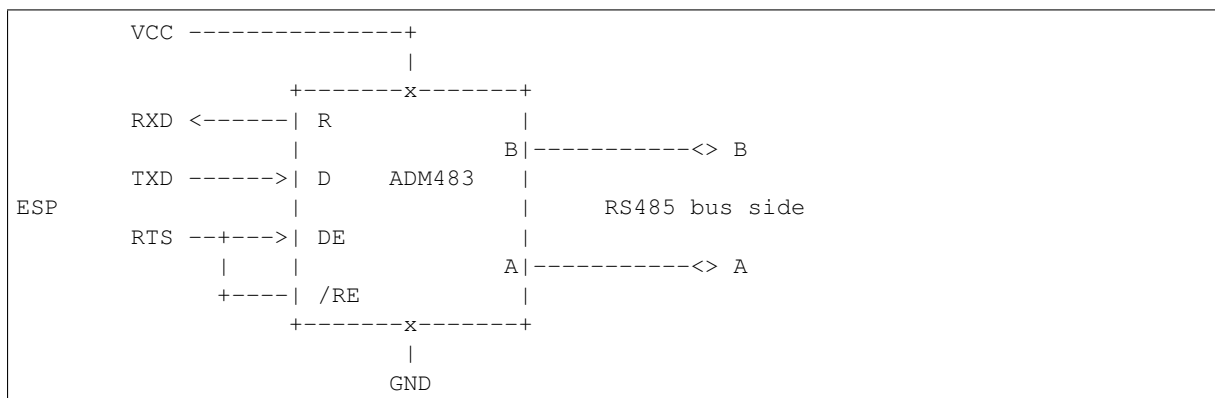 VCC ---------------+
|
+-------x-------+
RXD <------| R |
| B|-----------<> B
TXD ------>| D ADM483 |
ESP | | RS485 bus side
RTS --+--->| DE |
| | A|-----------<> A
+----| /RE |
+-------x-------+
|
GND